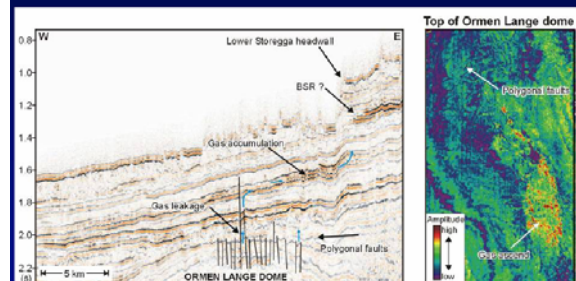 Top of Ormen Lange dome
W
E
Lower Storegga headwall
BSR ?
Gas accumulation
Gas leakage
Polygonal faults
ORMEN LANGE DOME
5 km
1.0
1.2
1.4
1.6
1.8
2.0
2.2
(s)
Polygonal faults
Amplitude
high
low
Gas ascend